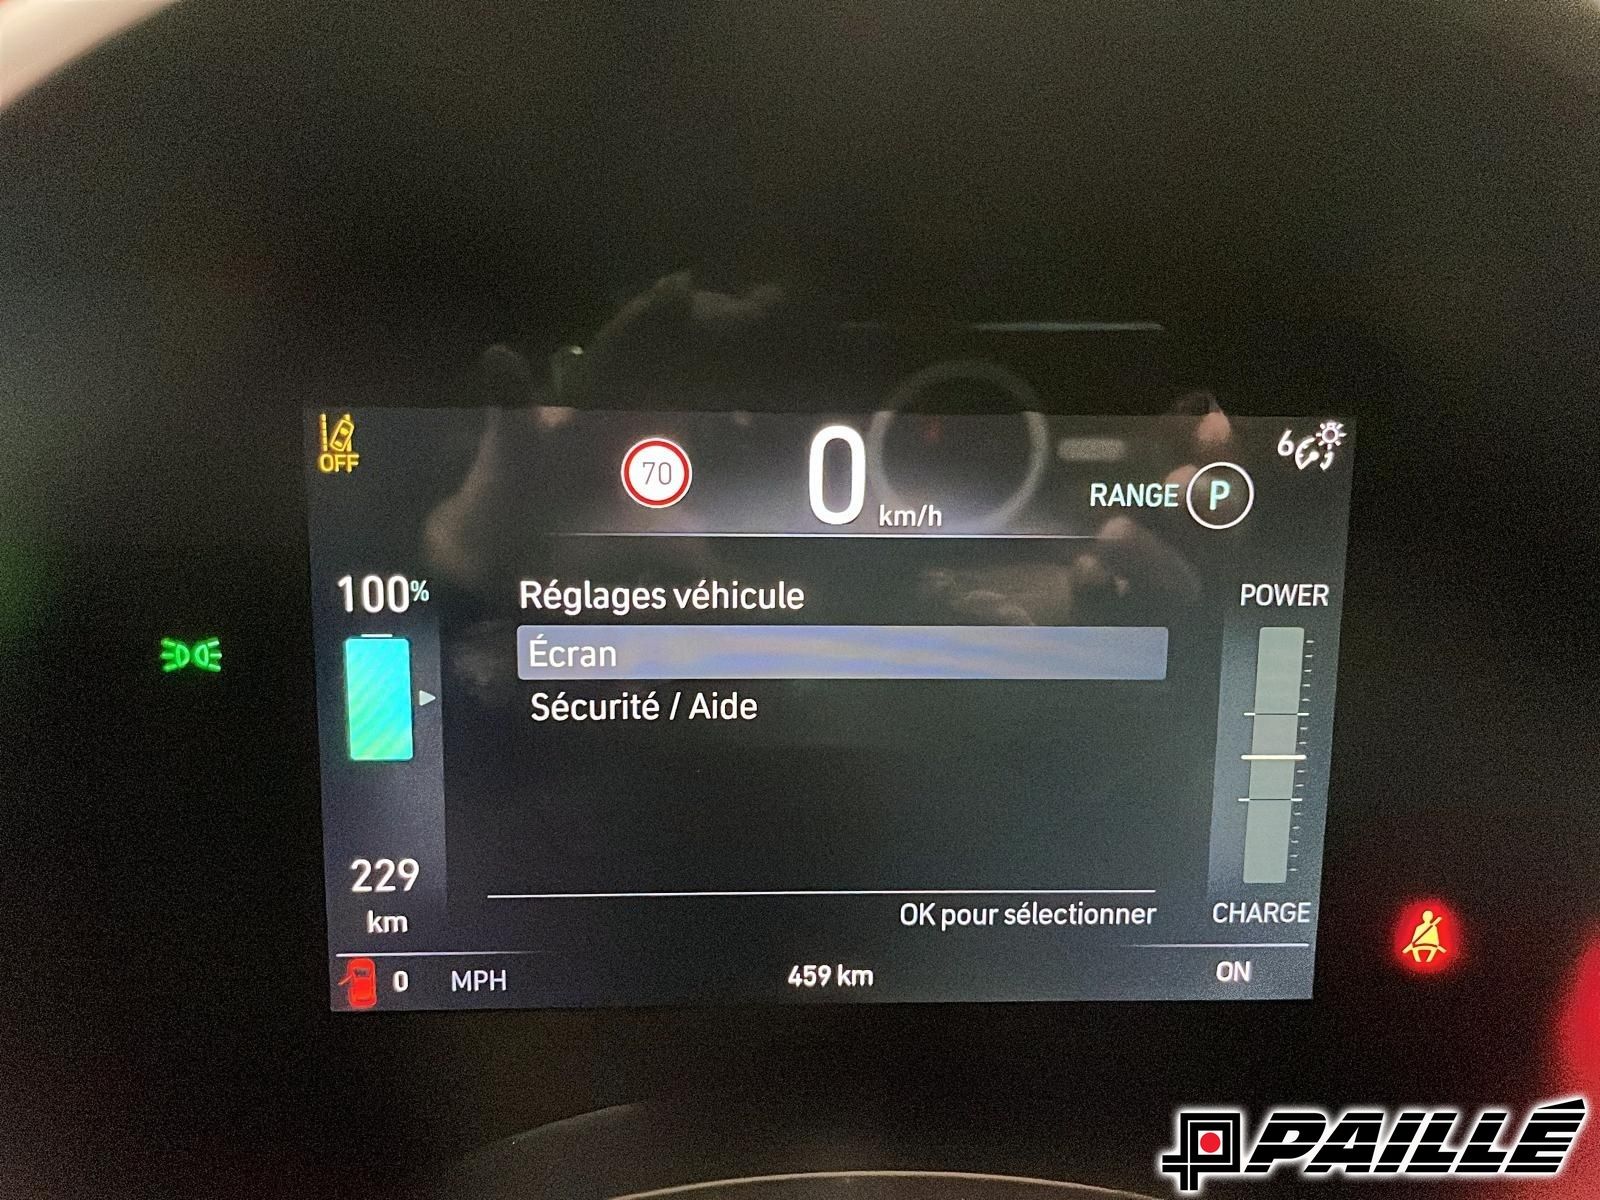 OFF
70
0 km/h
6
RANGE P
100%
Réglages véhicule
POWER
Écran
Sécurité / Aide
229
km
OK pour sélectionner
CHARGE
0 MPH
459 km
ON
PAILLÉ